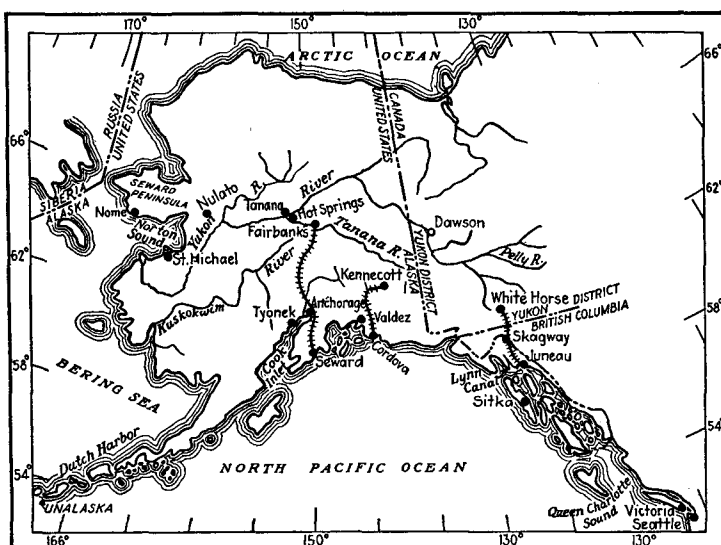 170° 150° 130°
ARCTIC OCEAN
66° 66°
RUSSIA
UNITED STATES
CANADA
UNITED STATES
SIBERIA
ALASKA
SEWARD
PENINSULA
Nome
Norton
Sound
St. Michael
Nulato
Yukon R.
River
Tanana
Hot Springs
Fairbanks
Tanana R.
Dawson
YUKON DISTRICT
ALASKA
Pelly R.
62° 62°
Kuskokwim River
Kennecott
Tyonek
Anchorage
Valdez
Cordova
Cook
Inlet
Seward
White Horse
YUKON DISTRICT
BRITISH COLUMBIA
Skagway
Juneau
Lynn
Canal
Sitka
58° 58°
BERING SEA
Dutch Harbor
UNALASKA
54° 54°
NORTH PACIFIC OCEAN
Queen Charlotte
Sound
Victoria
Seattle
166° 150° 130° 130°